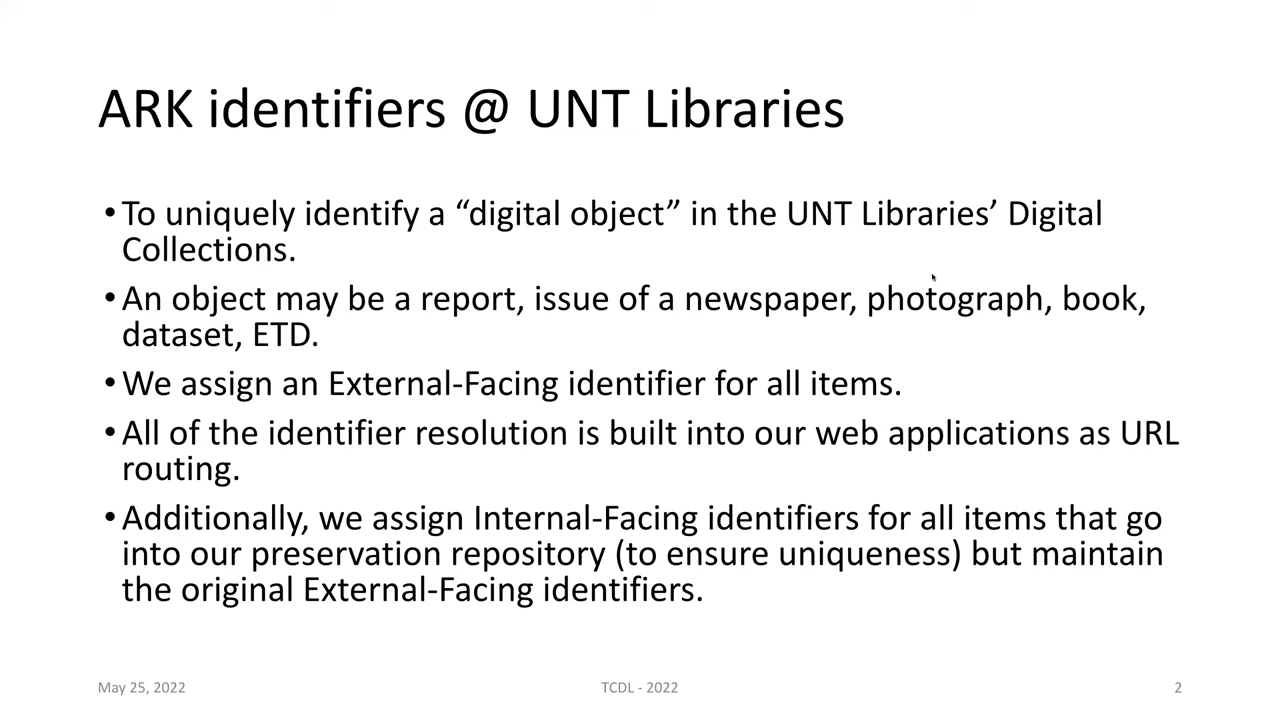 ARK identifiers @ UNT Libraries
• To uniquely identify a “digital object” in the UNT Libraries’ Digital
Collections.
• An object may be a report, issue of a newspaper, photograph, book,
dataset, ETD.
• We assign an External-Facing identifier for all items.
• All of the identifier resolution is built into our web applications as URL
routing.
• Additionally, we assign Internal-Facing identifiers for all items that go
into our preservation repository (to ensure uniqueness) but maintain
the original External-Facing identifiers.
May 25, 2022
TCDL - 2022
2